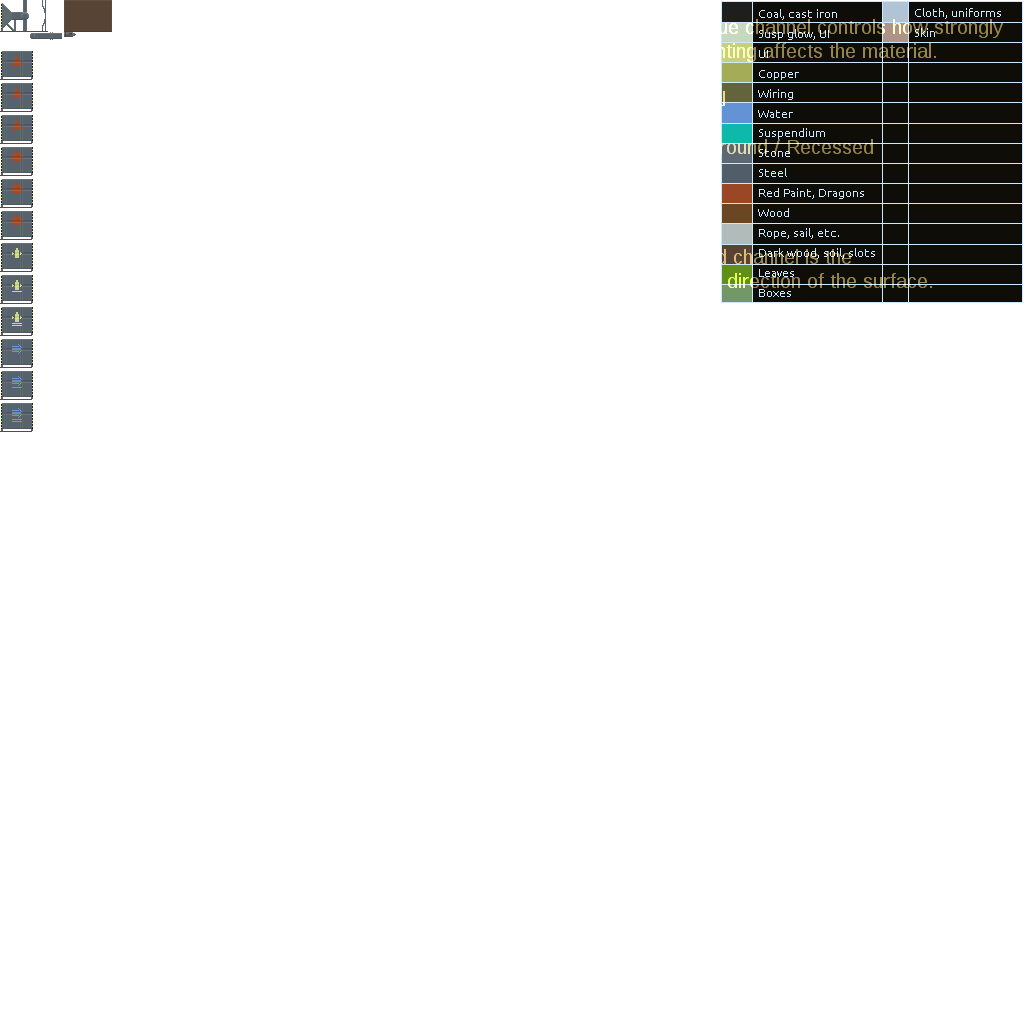 Coal, cast iron
Cloth, uniforms
ue channel controls how strongly
Susp glow, UI
Skin
nting affects the material.
UI
Copper
Wiring
Water
Suspendium
round / Recessed
Stone
Steel
Red Paint, Dragons
Wood
Rope, sail, etc.
Dark wood, soil, slots
d channel is the
Leaves
direction of the surface.
Boxes